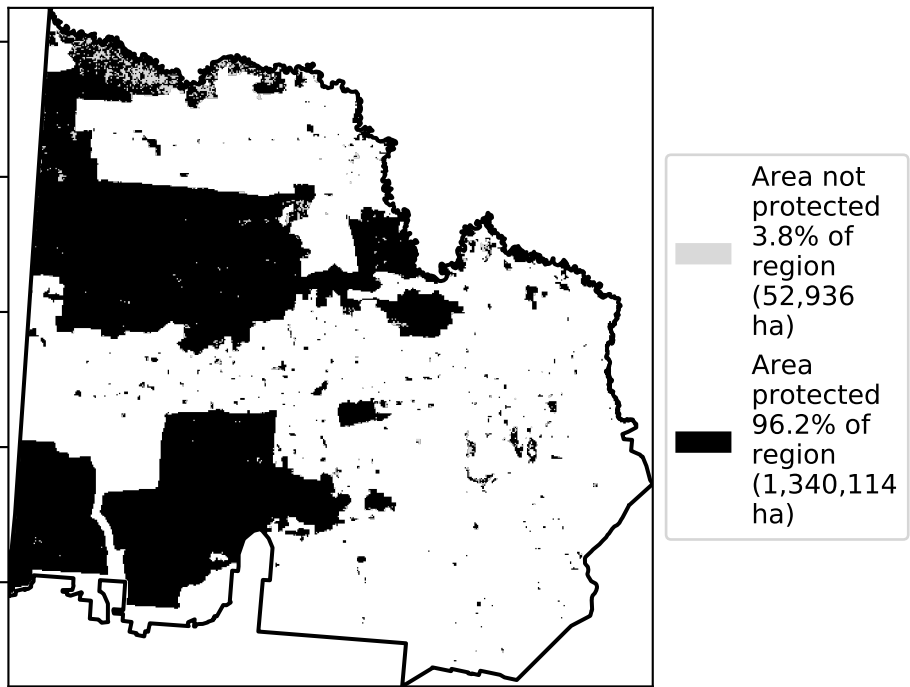 Area not
protected
3.8% of
region
(52,936
ha)
Area
protected
96.2% of
region
(1,340,114
ha)